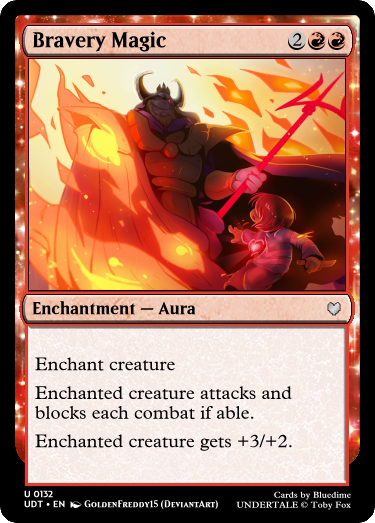 Bravery Magic 2
Enchantment — Aura
Enchant creature
Enchanted creature attacks and
blocks each combat if able.
Enchanted creature gets +3/+2.
U 0132
UDT • EN GoldenFreddy15 (DeviantArt)
Cards by Bluedime
UNDERTALE © Toby Fox